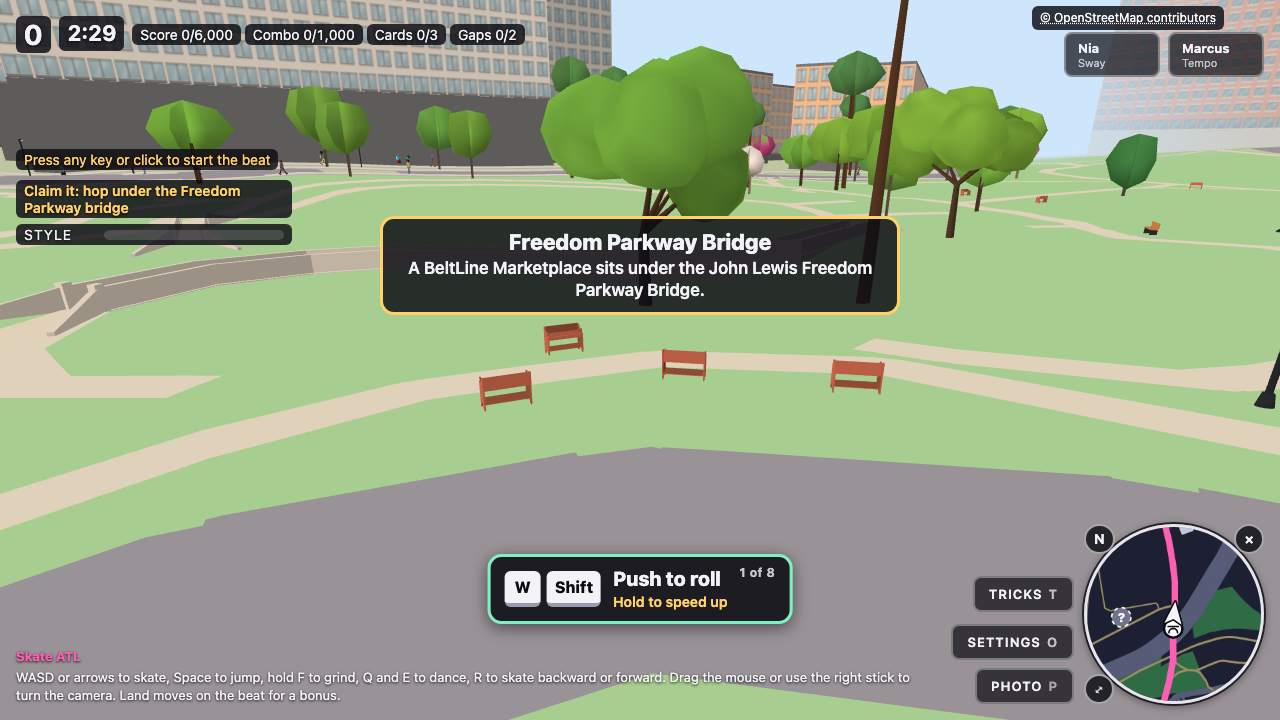 0
2:29
Score 0/6,000
Combo 0/1,000
Cards 0/3
Gaps 0/2
© OpenStreetMap contributors
Nia
Sway
Marcus
Tempo
Press any key or click to start the beat
Claim it: hop under the Freedom
Parkway bridge
STYLE
Freedom Parkway Bridge
A BeltLine Marketplace sits under the John Lewis Freedom
Parkway Bridge.
W
Shift
Push to roll
1 of 8
Hold to speed up
N
×
?
TRICKS T
SETTINGS O
PHOTO P
Skate ATL
WASD or arrows to skate, Space to jump, hold F to grind, Q and E to dance, R to skate backward or forward. Drag the mouse or use the right stick to
turn the camera. Land moves on the beat for a bonus.